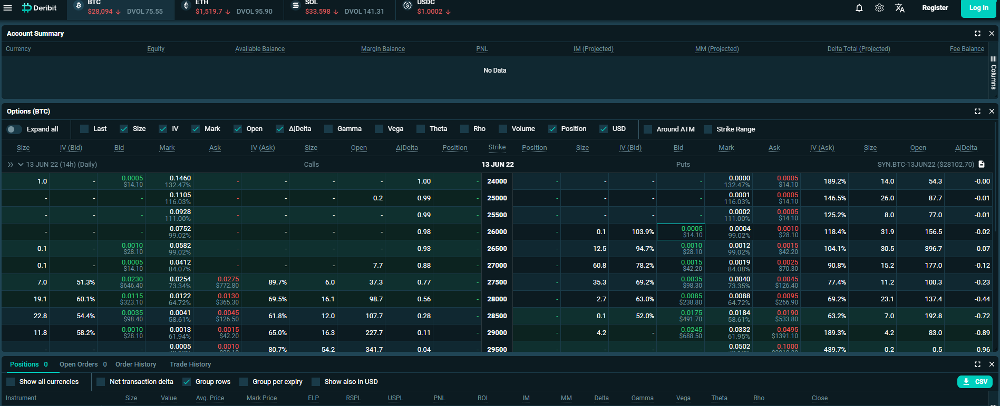 Deribit BTC $28,094 ↓ DVOL 75.55 ETH $1,519.7 ↓ DVOL 95.90 SOL $33.598 ↓ DVOL 141.31 USDC $1.0002 ↓ Register Log In
Account Summary
Currency Equity Available Balance Margin Balance PNL IM (Projected) MM (Projected) Delta Total (Projected) Fee Balance
No Data
Columns
Options (BTC)
Expand all Last Size IV Mark Open Δ|Delta Gamma Vega Theta Rho Volume Position USD Around ATM Strike Range
Size IV (Bid) Bid Mark Ask IV (Ask) Size Open Δ|Delta Position Strike Position Size IV (Bid) Bid Mark Ask IV (Ask) Size Open Δ|Delta
13 JUN 22 (14h) (Daily) Calls 13 JUN 22 Puts SYN.BTC-13JUN22 ($28102.70)
1.0 - 0.0005 0.1460 - - - - 1.00 - 24000 - - - - 0.0000 0.0005 189.2% 14.0 54.3 -0.00
$14.10 132.47% 132.47% $14.10
- - - 0.1105 - - - 0.2 0.99 - 25000 - - - - 0.0001 0.0005 146.5% 26.0 87.7 -0.01
116.03% 116.03% $14.10
- - - 0.0928 - - - - 0.99 - 25500 - - - - 0.0002 0.0005 125.2% 8.0 77.0 -0.01
111.00% 111.00% $14.10
- - - 0.0752 - - - - 0.98 - 26000 - 0.1 103.9% 0.0005 0.0004 0.0010 118.4% 31.9 156.5 -0.02
99.02% $14.10 99.02% $28.10
0.1 - 0.0010 0.0582 - - - - 0.93 - 26500 - 12.5 94.7% 0.0010 0.0012 0.0015 104.1% 30.5 396.7 -0.07
$28.10 99.02% $28.10 99.02% $42.20
0.1 - 0.0005 0.0412 - - - 7.7 0.88 - 27000 - 60.8 78.2% 0.0015 0.0019 0.0025 90.8% 15.2 177.0 -0.12
$14.10 84.07% $42.20 84.08% $70.30
7.0 51.3% 0.0230 0.0254 0.0275 89.7% 6.0 37.3 0.77 - 27500 - 35.3 69.2% 0.0035 0.0040 0.0045 77.4% 11.2 100.3 -0.23
$646.40 73.34% $772.80 $98.30 73.35% $126.40
19.1 60.1% 0.0115 0.0122 0.0130 69.5% 16.1 98.7 0.56 - 28000 - 2.7 63.0% 0.0085 0.0088 0.0095 69.2% 23.1 137.4 -0.44
$323.10 64.72% $365.30 $238.80 64.72% $266.90
22.8 54.4% 0.0035 0.0041 0.0045 61.8% 12.0 107.7 0.28 - 28500 - 0.1 52.0% 0.0175 0.0184 0.0190 63.2% 7.0 192.8 -0.72
$98.40 58.61% $126.50 $491.70 58.61% $533.80
11.8 58.2% 0.0010 0.0013 0.0015 65.0% 16.3 227.7 0.11 - 29000 - 4.2 - 0.0245 0.0332 0.0495 189.3% 4.2 83.0 -0.89
$28.10 61.94% $42.20 $688.50 61.95% $1391.10
- - - 0.0005 0.0010 80.7% 54.2 341.7 0.04 - 29500 - - - - 0.0502 0.1000 439.7% 0.2 0.5 -0.96
Positions 0 Open Orders 0 Order History Trade History
Show all currencies Net transaction delta Group rows Group per expiry Show also in USD CSV
Instrument Size Value Avg. Price Mark Price ELP RSPL USPL PNL ROI IM MM Delta Gamma Vega Theta Rho Close